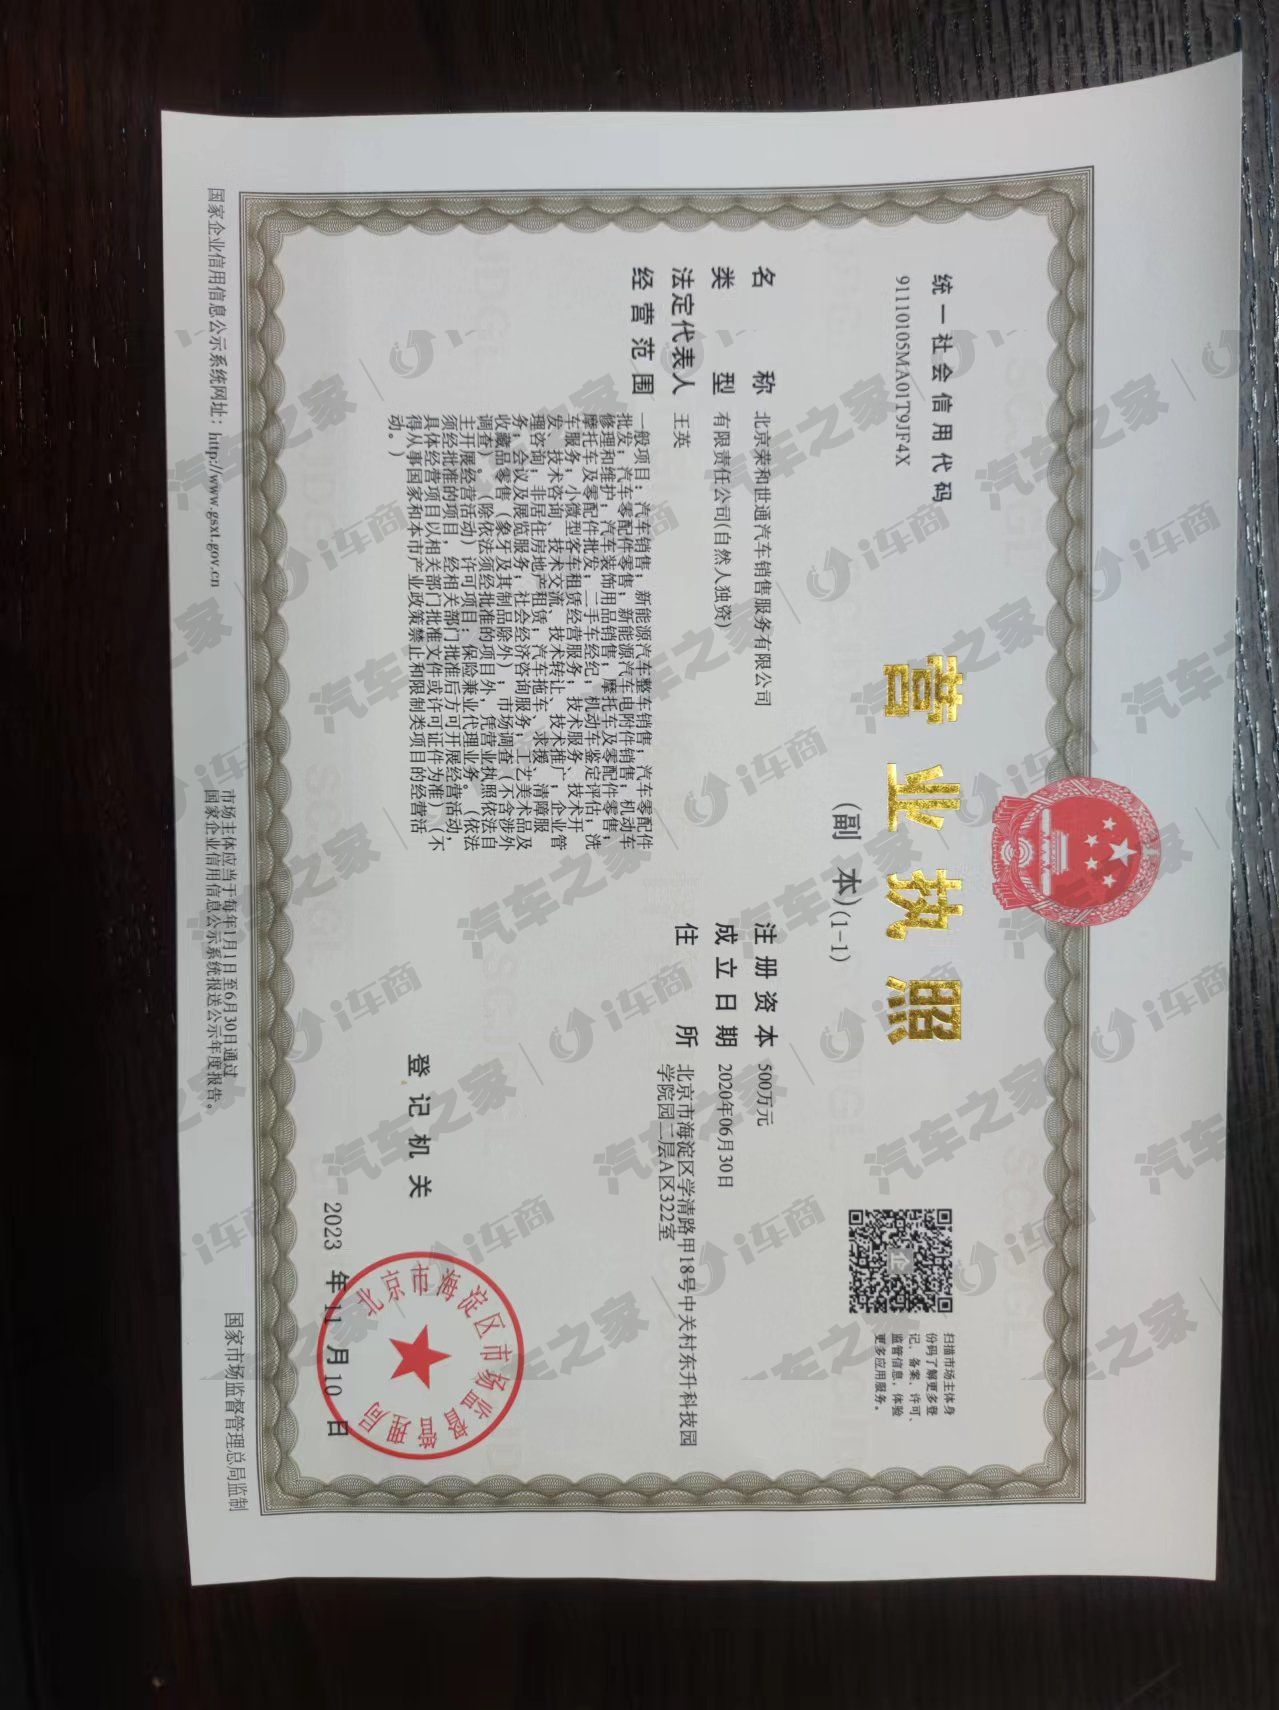 统一社会信用代码
91110105MA01T9JF4X
营业执照
(副本)(1-1)
扫描市场主体身
份码了解更多登
记、备案、许可、
监管信息，体验
更多应用服务。
名称 北京荣和世通汽车销售服务有限公司
类型 有限责任公司(自然人独资)
法定代表人 王英
经营范围 一般项目：汽车销售；新能源汽车整车销售；汽车零配件
批发；汽车零配件零售；新能源汽车电附件销售；机动车
修理和维护；汽车装饰用品销售；摩托车及零配件零售；
摩托车及零配件批发；二手车经纪；机动车鉴定评估；洗
车服务；小微型客车租赁经营服务；技术服务、技术开
发、技术咨询、技术交流、技术转让、技术推广；企业管
理咨询；非居住房地产租赁；汽车拖车、求援、清障服
务；会议及展览服务；社会经济咨询服务；工艺美术品及
收藏品零售（象牙及其制品除外）；市场调查（不含涉外
调查）。（除依法须经批准的项目外，凭营业执照依法自
主开展经营活动）许可项目：保险兼业代理业务。（依法
须经批准的项目，经相关部门批准后方可开展经营活动，
具体经营项目以相关部门批准文件或许可证件为准）（不
得从事国家和本市产业政策禁止和限制类项目的经营活
动。）
注册资本 500万元
成立日期 2020年06月30日
住所 北京市海淀区学清路甲18号中关村东升科技园
学院园二层A区322室
登记机关
北京市海淀区市场监督管理局
2023年11月10日
国家企业信用信息公示系统网址：http://www.gsxt.gov.cn
市场主体应当于每年1月1日至6月30日通过
国家企业信用信息公示系统报送公示年度报告。
国家市场监督管理总局监制
汽车之家
i车商